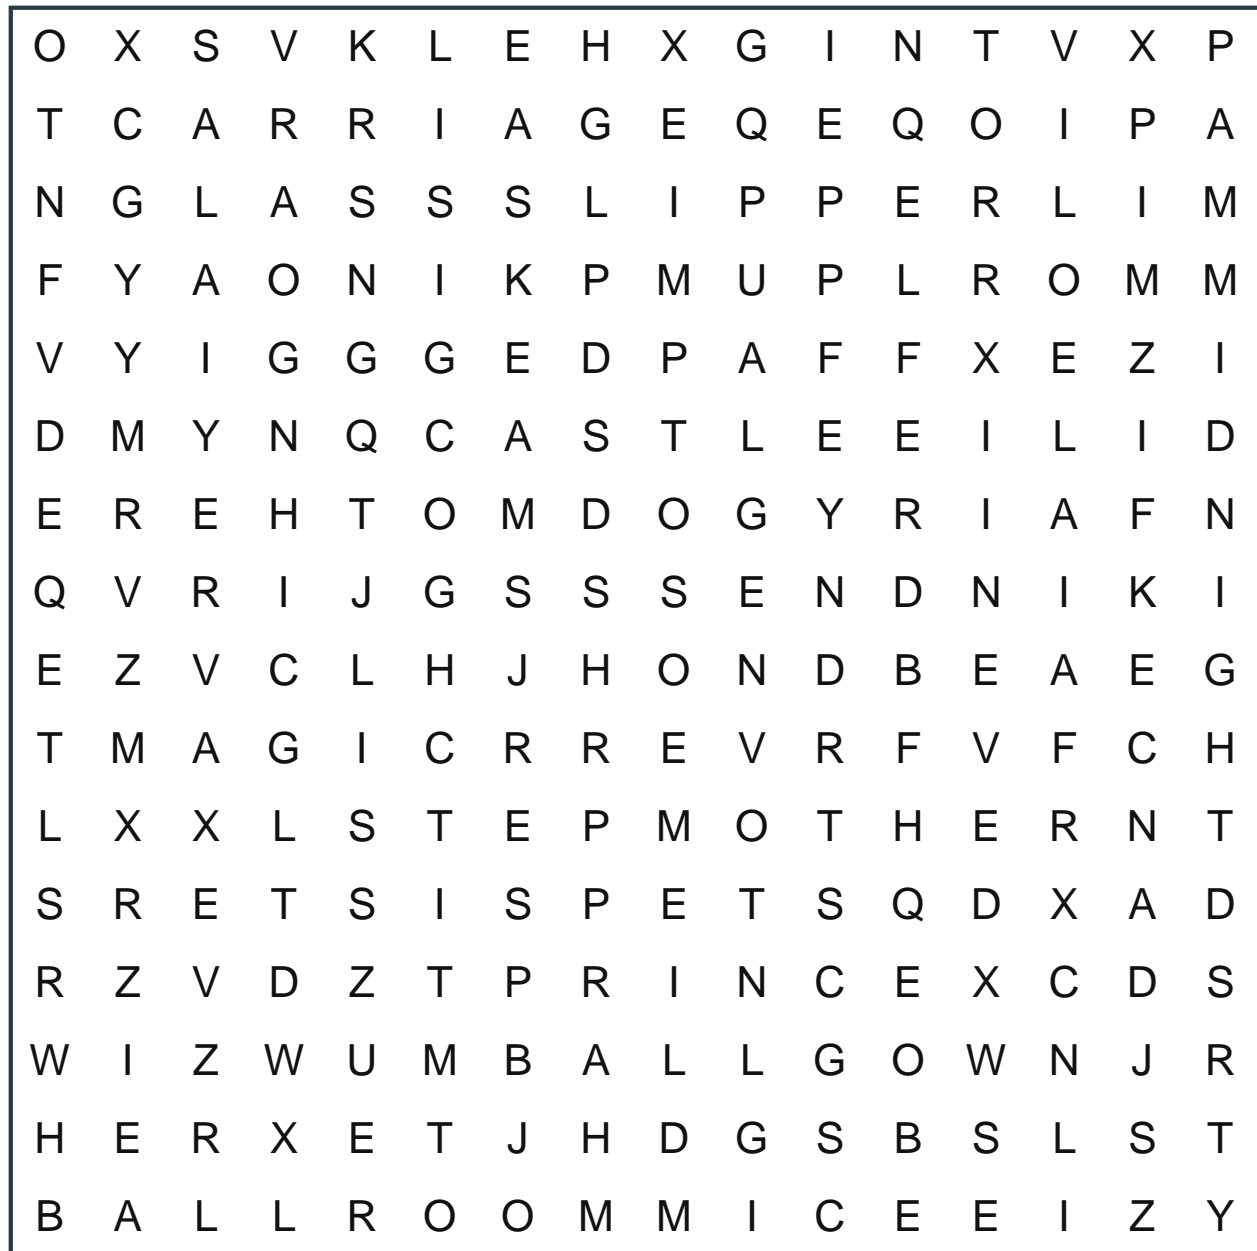 O X S V K L E H X G I N T V X P
T C A R R I A G E Q E Q O I P A
N G L A S S S L I P P E R L I M
F Y A O N I K P M U P L R O M M
V Y I G G G E D P A F F X E Z I
D M Y N Q C A S T L E E I L I D
E R E H T O M D O G Y R I A F N
Q V R I J G S S S E N D N I K I
E Z V C L H J H O N D B E A E G
T M A G I C R R E V R F V F C H
L X X L S T E P M O T H E R N T
S R E T S I S P E T S Q D X A D
R Z V D Z T P R I N C E X C D S
W I Z W U M B A L L G O W N J R
H E R X E T J H D G S B S L S T
B A L L R O O M M I C E E I Z Y